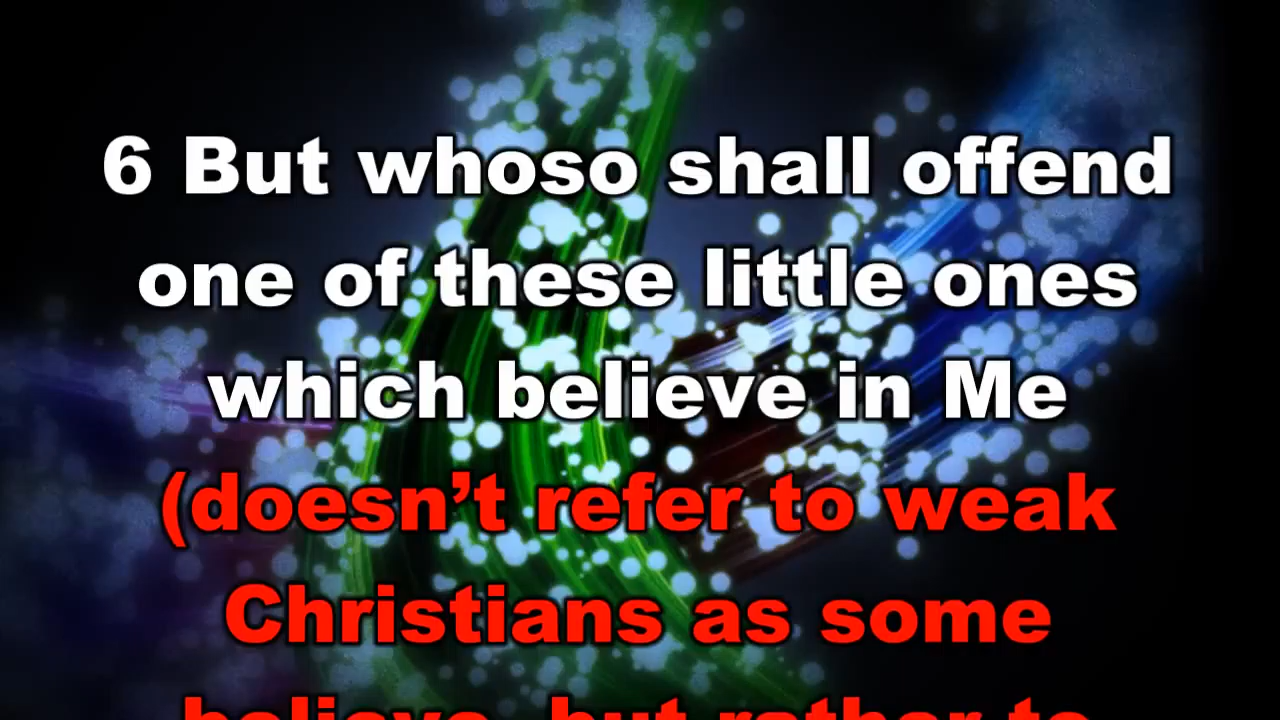 6 But whoso shall offend
one of these little ones
which believe in Me
(doesn’t refer to weak
Christians as some
believe, but rather to